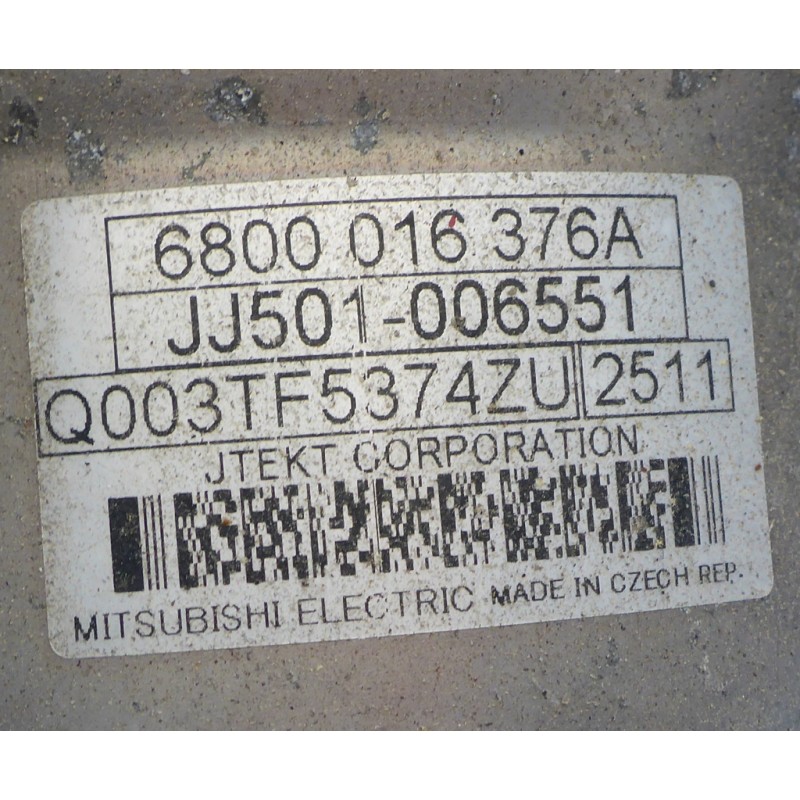 6800 016 376A
JJ501-006551
Q003TF5374ZU 2511
JTEKT CORPORATION
MITSUBISHI ELECTRIC MADE IN CZECH REP.